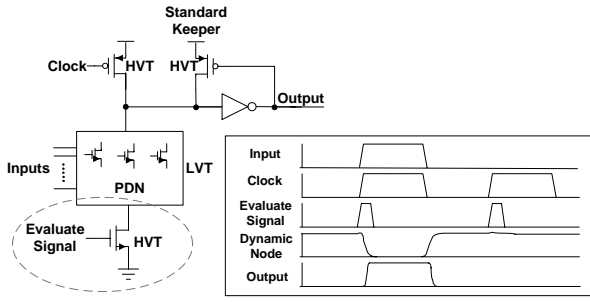 Standard
Keeper
Clock
HVT
HVT
Output
Inputs
LVT
PDN
Evaluate
Signal
HVT
Input
Clock
Evaluate
Signal
Dynamic
Node
Output